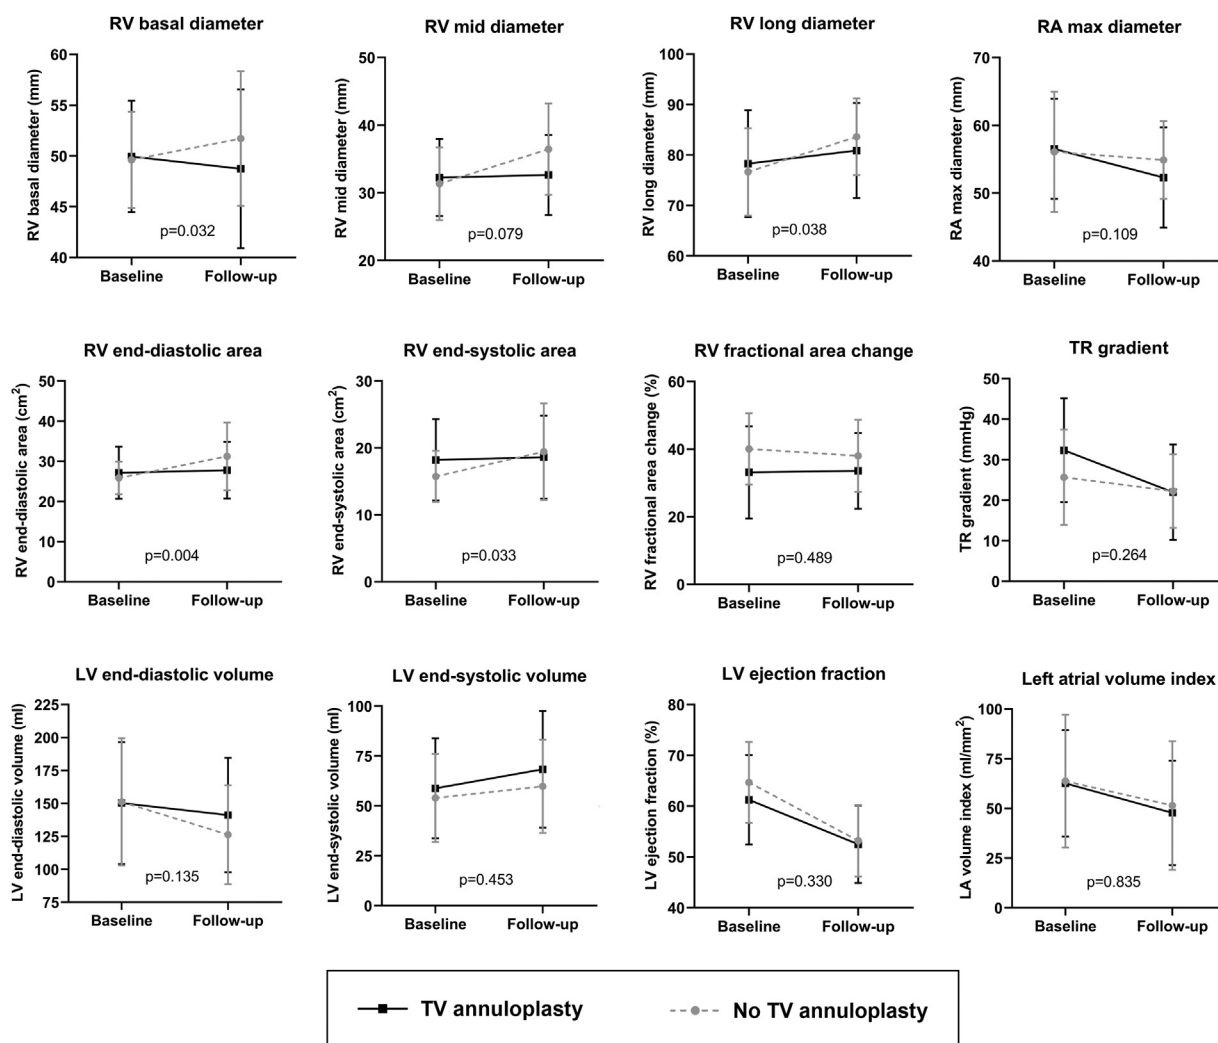 RV basal diameter
RV basal diameter (mm)
60
55
50
45
40
p=0.032
Baseline Follow-up
RV mid diameter
RV mid diameter (mm)
50
40
30
20
p=0.079
Baseline Follow-up
RV long diameter
RV long diameter (mm)
100
90
80
70
60
p=0.038
Baseline Follow-up
RA max diameter
RA max diameter (mm)
70
60
50
40
p=0.109
Baseline Follow-up
RV end-diastolic area
RV end-diastolic area (cm²)
50
40
30
20
10
0
p=0.004
Baseline Follow-up
RV end-systolic area
RV end-systolic area (cm²)
30
20
10
0
p=0.033
Baseline Follow-up
RV fractional area change
RV fractional area change (%)
60
40
20
0
p=0.489
Baseline Follow-up
TR gradient
TR gradient (mmHg)
50
40
30
20
10
0
p=0.264
Baseline Follow-up
LV end-diastolic volume
LV end-diastolic volume (ml)
225
200
175
150
125
100
75
p=0.135
Baseline Follow-up
LV end-systolic volume
LV end-systolic volume (ml)
100
75
50
25
0
p=0.453
Baseline Follow-up
LV ejection fraction
LV ejection fraction (%)
80
70
60
50
40
p=0.330
Baseline Follow-up
Left atrial volume index
LA volume index (ml/mm²)
100
75
50
25
0
p=0.835
Baseline Follow-up
TV annuloplasty No TV annuloplasty